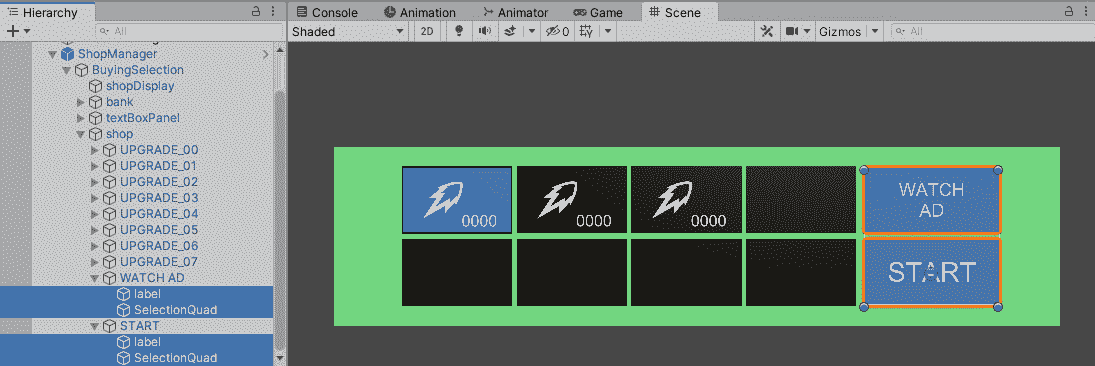 Hierarchy
All
ShopManager
BuyingSelection
shopDisplay
bank
textBoxPanel
shop
UPGRADE_00
UPGRADE_01
UPGRADE_02
UPGRADE_03
UPGRADE_04
UPGRADE_05
UPGRADE_06
UPGRADE_07
WATCH AD
label
SelectionQuad
START
label
SelectionQuad
Console Animation Animator Game Scene
Shaded 2D 0 Gizmos All
0000 0000 0000
WATCH
AD
START